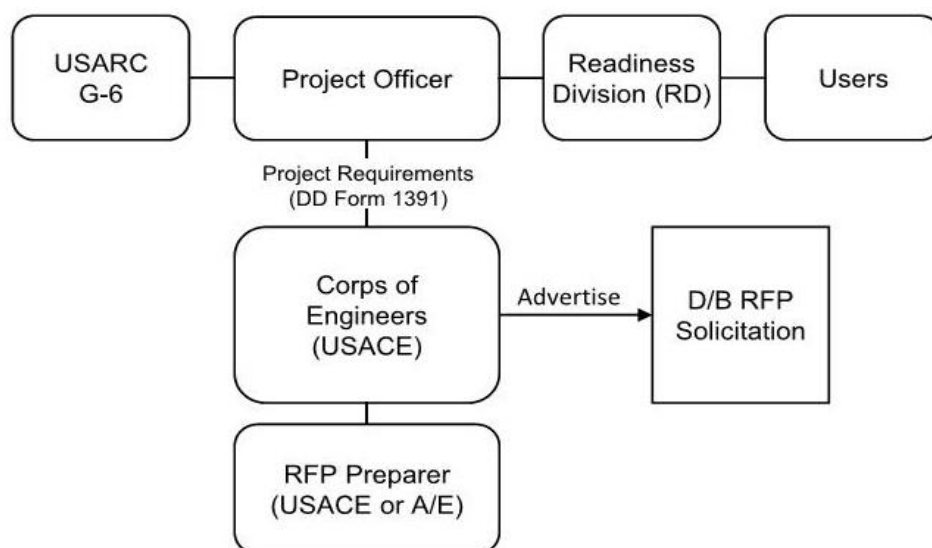 USARC
G-6
Project Officer
Readiness
Division (RD)
Users
Project Requirements
(DD Form 1391)
Corps of
Engineers
(USACE)
Advertise
D/B RFP
Solicitation
RFP Preparer
(USACE or A/E)